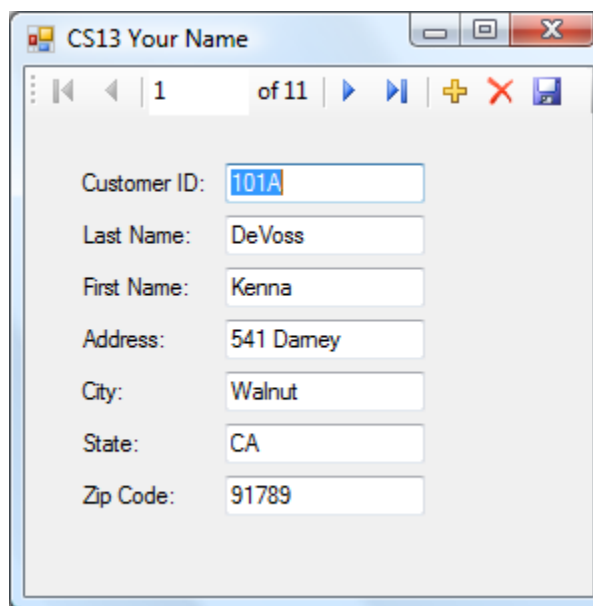 CS13 Your Name
1 of 11
Customer ID: 101A
Last Name: DeVoss
First Name: Kenna
Address: 541 Darney
City: Walnut
State: CA
Zip Code: 91789